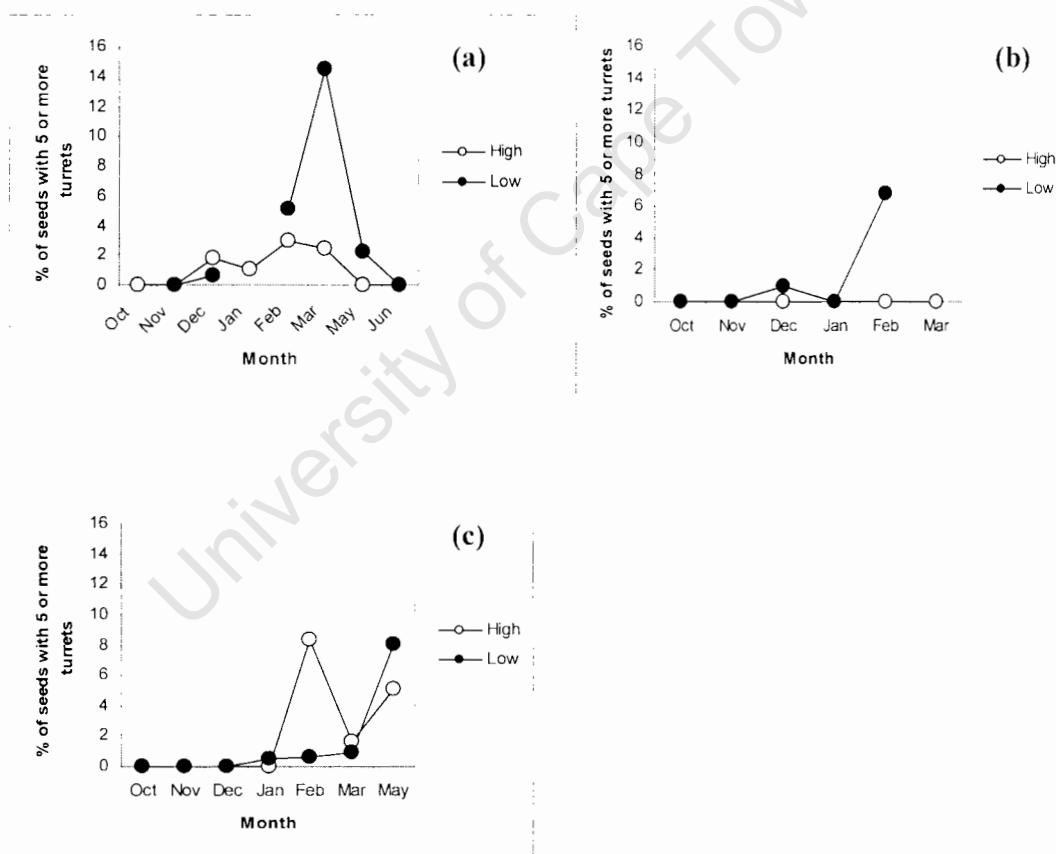 (a)
% of seeds with 5 or more
turrets
16
14
12
10
8
6
4
2
0
Oct
Nov
Dec
Jan
Feb
Mar
May
Jun
Month
High
Low
(b)
% of seeds with 5 or more turrets
16
14
12
10
8
6
4
2
0
Oct
Nov
Dec
Jan
Feb
Mar
Month
High
Low
(c)
% of seeds with 5 or more
turrets
16
14
12
10
8
6
4
2
0
Oct
Nov
Dec
Jan
Feb
Mar
May
Month
High
Low
University of Cape Tow